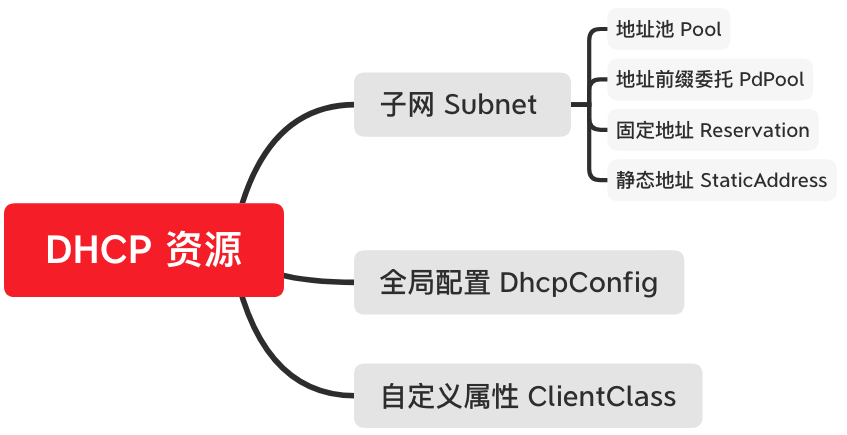 DHCP 资源
子网 Subnet
地址池 Pool
地址前缀委托 PdPool
固定地址 Reservation
静态地址 StaticAddress
全局配置 DhcpConfig
自定义属性 ClientClass